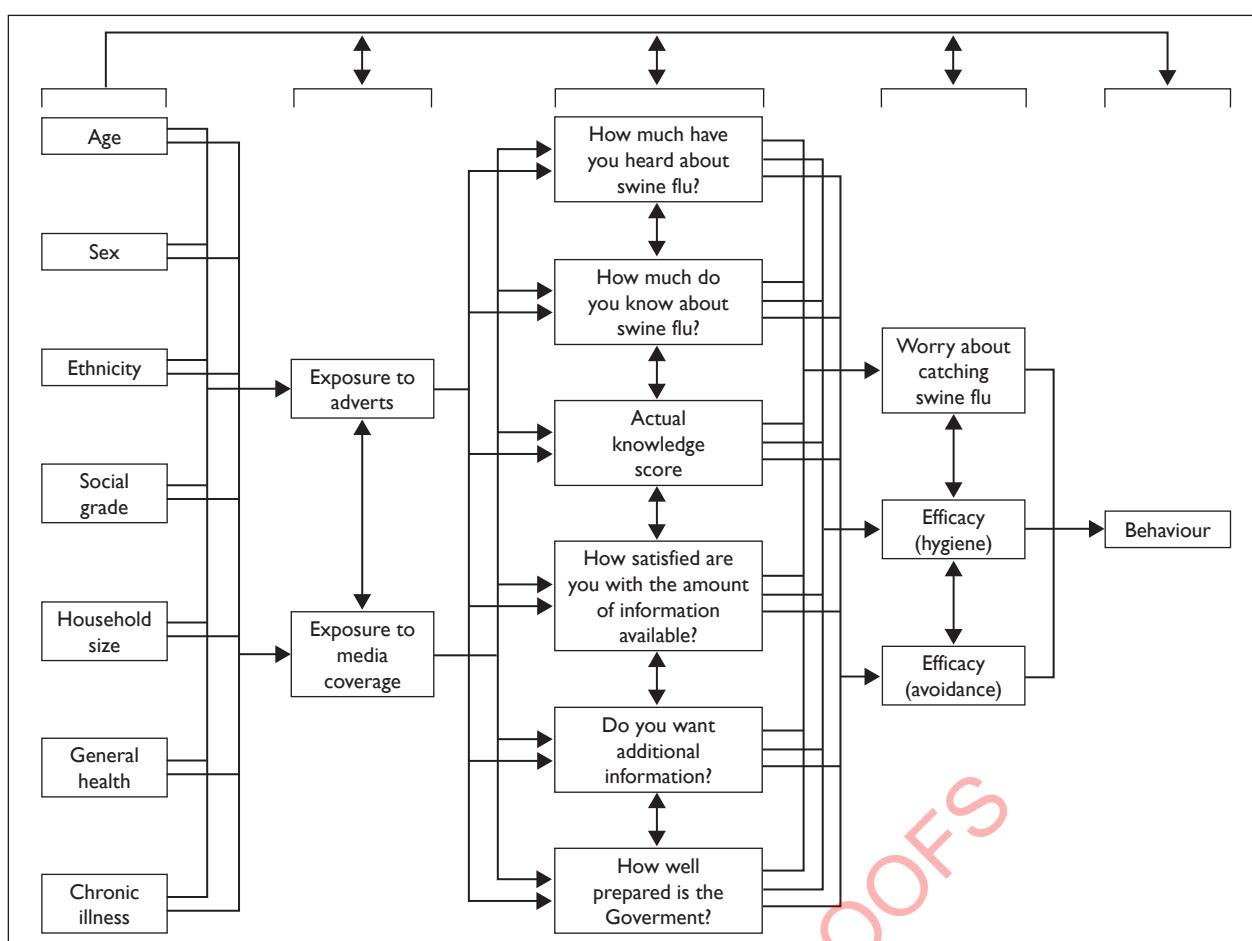 Age
Sex
Ethnicity
Social
grade
Household
size
General
health
Chronic
illness
Exposure to
adverts
Exposure to
media
coverage
How much have
you heard about
swine flu?
How much do
you know about
swine flu?
Actual
knowledge
score
How satisfied are
you with the amount
of information
available?
Do you want
additional
information?
How well
prepared is the
Goverment?
Worry about
catching
swine flu
Efficacy
(hygiene)
Efficacy
(avoidance)
Behaviour
OOFS